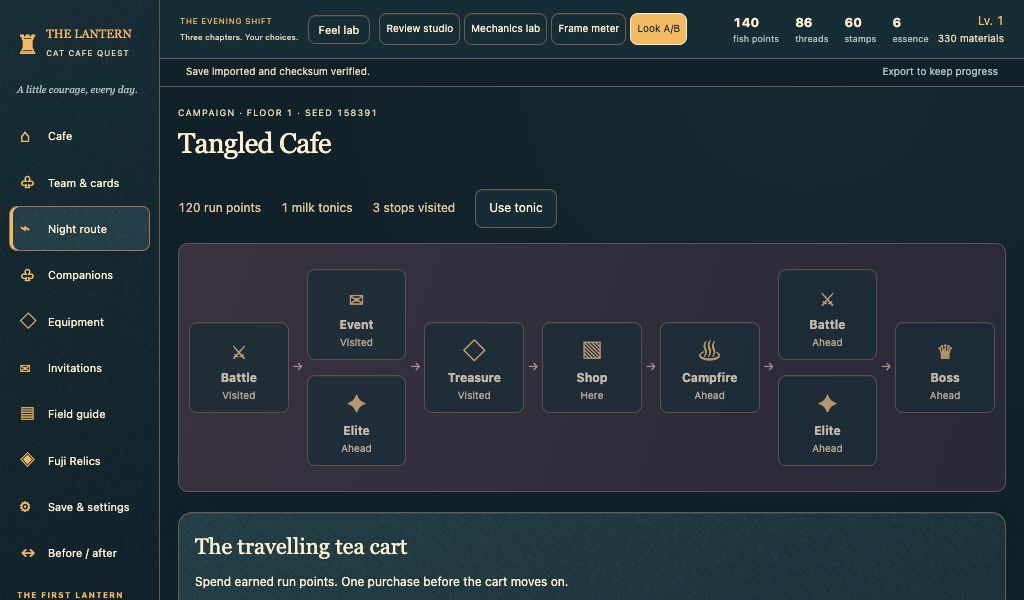 THE LANTERN
CAT CAFE QUEST
A little courage, every day.
Cafe
Team & cards
Night route
Companions
Equipment
Invitations
Field guide
Fuji Relics
Save & settings
Before / after
THE FIRST LANTERN
THE EVENING SHIFT
Three chapters. Your choices.
Feel lab
Review studio
Mechanics lab
Frame meter
Look A/B
140
fish points
86
threads
60
stamps
6
essence
Lv. 1
330 materials
Save imported and checksum verified.
Export to keep progress
CAMPAIGN · FLOOR 1 · SEED 158391
Tangled Cafe
120 run points
1 milk tonics
3 stops visited
Use tonic
Battle
Visited
Event
Visited
Elite
Ahead
Treasure
Visited
Shop
Here
Campfire
Ahead
Battle
Ahead
Elite
Ahead
Boss
Ahead
The travelling tea cart
Spend earned run points. One purchase before the cart moves on.